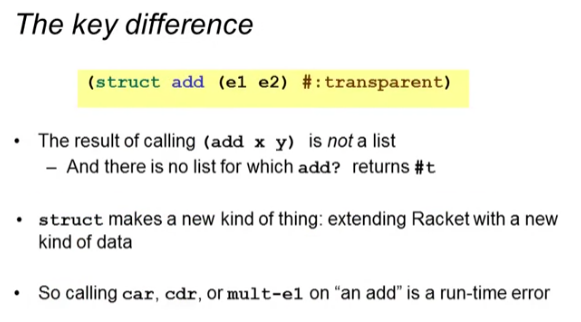 The key difference
(struct add (e1 e2) #:transparent)
• The result of calling (add x y) is not a list
– And there is no list for which add? returns #t
• struct makes a new kind of thing: extending Racket with a new
kind of data
• So calling car, cdr, or mult-e1 on “an add” is a run-time error